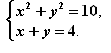 x² + y² = 10,
x + y = 4.